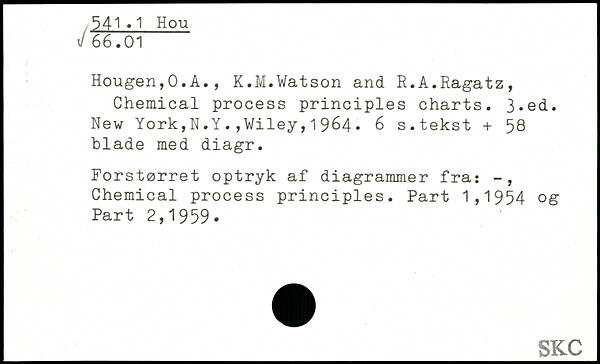 541.1 Hou
66.01
Hougen,O.A., K.M.Watson and R.A.Ragatz,
Chemical process principles charts. 3.ed.
New York,N.Y.,Wiley,1964. 6 s.tekst + 58
blade med diagr.
Forstørret optryk af diagrammer fra: -,
Chemical process principles. Part 1,1954 og
Part 2,1959.
SKC